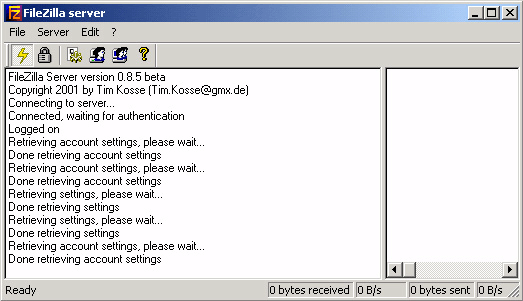 FileZilla server
File Server Edit ?
FileZilla Server version 0.8.5 beta
Copyright 2001 by Tim Kosse (Tim.Kosse@gmx.de)
Connecting to server...
Connected, waiting for authentication
Logged on
Retrieving account settings, please wait...
Done retrieving account settings
Retrieving account settings, please wait...
Done retrieving account settings
Retrieving settings, please wait...
Done retrieving settings
Retrieving settings, please wait...
Done retrieving settings
Retrieving account settings, please wait...
Done retrieving account settings
Ready 0 bytes received 0 B/s 0 bytes sent 0 B/s